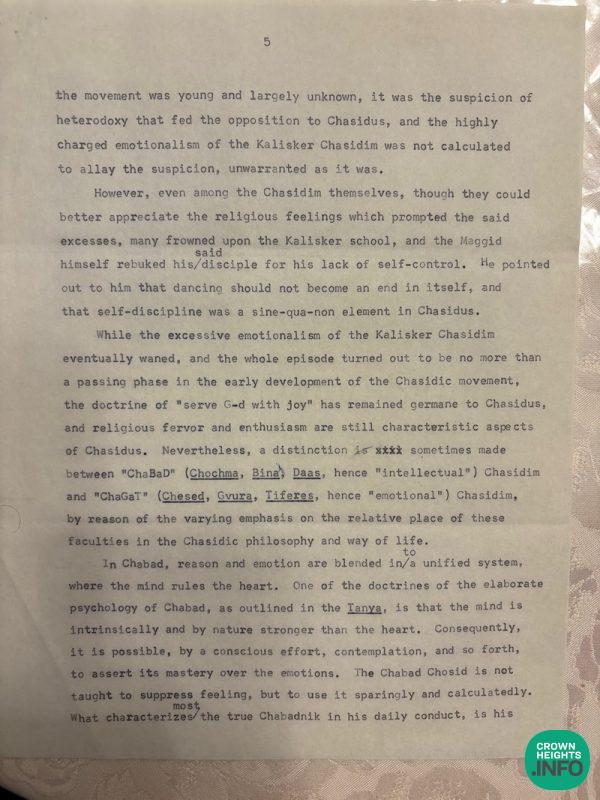 5
the movement was young and largely unknown, it was the suspicion of
heterodoxy that fed the opposition to Chasidus, and the highly
charged emotionalism of the Kalisker Chasidim was not calculated
to allay the suspicion, unwarranted as it was.
However, even among the Chasidim themselves, though they could
better appreciate the religious feelings which prompted the said
excesses, many frowned upon the Kalisker school, and the Maggid
said
himself rebuked his/disciple for his lack of self-control. He pointed
out to him that dancing should not become an end in itself, and
that self-discipline was a sine-qua-non element in Chasidus.
While the excessive emotionalism of the Kalisker Chasidim
eventually waned, and the whole episode turned out to be no more than
a passing phase in the early development of the Chasidic movement,
the doctrine of "serve G-d with joy" has remained germane to Chasidus,
and religious fervor and enthusiasm are still characteristic aspects
of Chasidus. Nevertheless, a distinction is sometimes made
between "ChaBaD" (Chochma, Bina, Daas, hence "intellectual") Chasidim
and "ChaGaT" (Chesed, Gvura, Tiferes, hence "emotional") Chasidim,
by reason of the varying emphasis on the relative place of these
faculties in the Chasidic philosophy and way of life.
to
In Chabad, reason and emotion are blended in/a unified system,
where the mind rules the heart. One of the doctrines of the elaborate
psychology of Chabad, as outlined in the Tanya, is that the mind is
intrinsically and by nature stronger than the heart. Consequently,
it is possible, by a conscious effort, contemplation, and so forth,
to assert its mastery over the emotions. The Chabad Chosid is not
taught to suppress feeling, but to use it sparingly and calculatedly.
most
What characterizes/the true Chabadnik in his daily conduct, is his
CROWN
HEIGHTS
.INFO